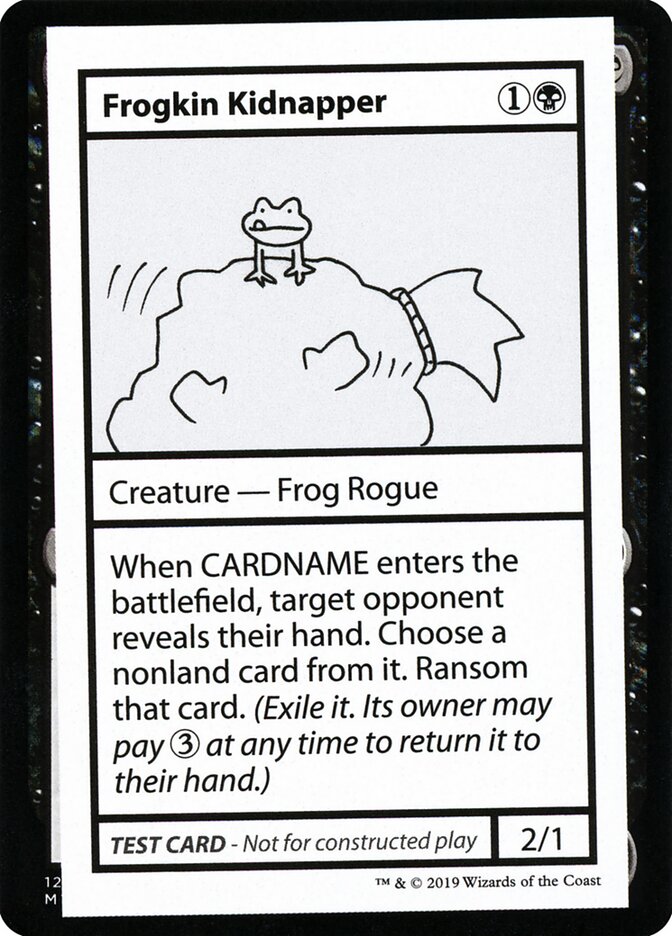 Frogkin Kidnapper 1
Creature — Frog Rogue
When CARDNAME enters the
battlefield, target opponent
reveals their hand. Choose a
nonland card from it. Ransom
that card. (Exile it. Its owner may
pay 3 at any time to return it to
their hand.)
TEST CARD - Not for constructed play 2/1
12
M
™ & © 2019 Wizards of the Coast